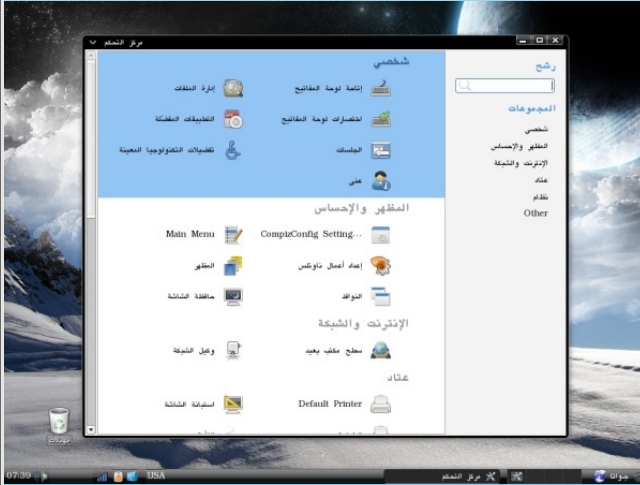 مركز التحكم
رشح
المجموعات
شخصي
المظهر والإحساس
الإنترنت والشبكة
عتاد
نظام
Other
شخصي
إتاحة لوحة المفاتيح
إدارة الملفات
اختصارات لوحة المفاتيح
التطبيقات المفضلة
الجلسات
تفضيلات التكنولوجيا المعينة
عني
المظهر والإحساس
CompizConfig Setting...
Main Menu
إعداد أعمال ناوتلس
المظهر
النوافذ
حافظة الشاشة
الإنترنت والشبكة
سطح مكتب بعيد
وكيل الشبكة
عتاد
Default Printer
استبانة الشاشة
مهملات
07:39
USA
مركز التحكم